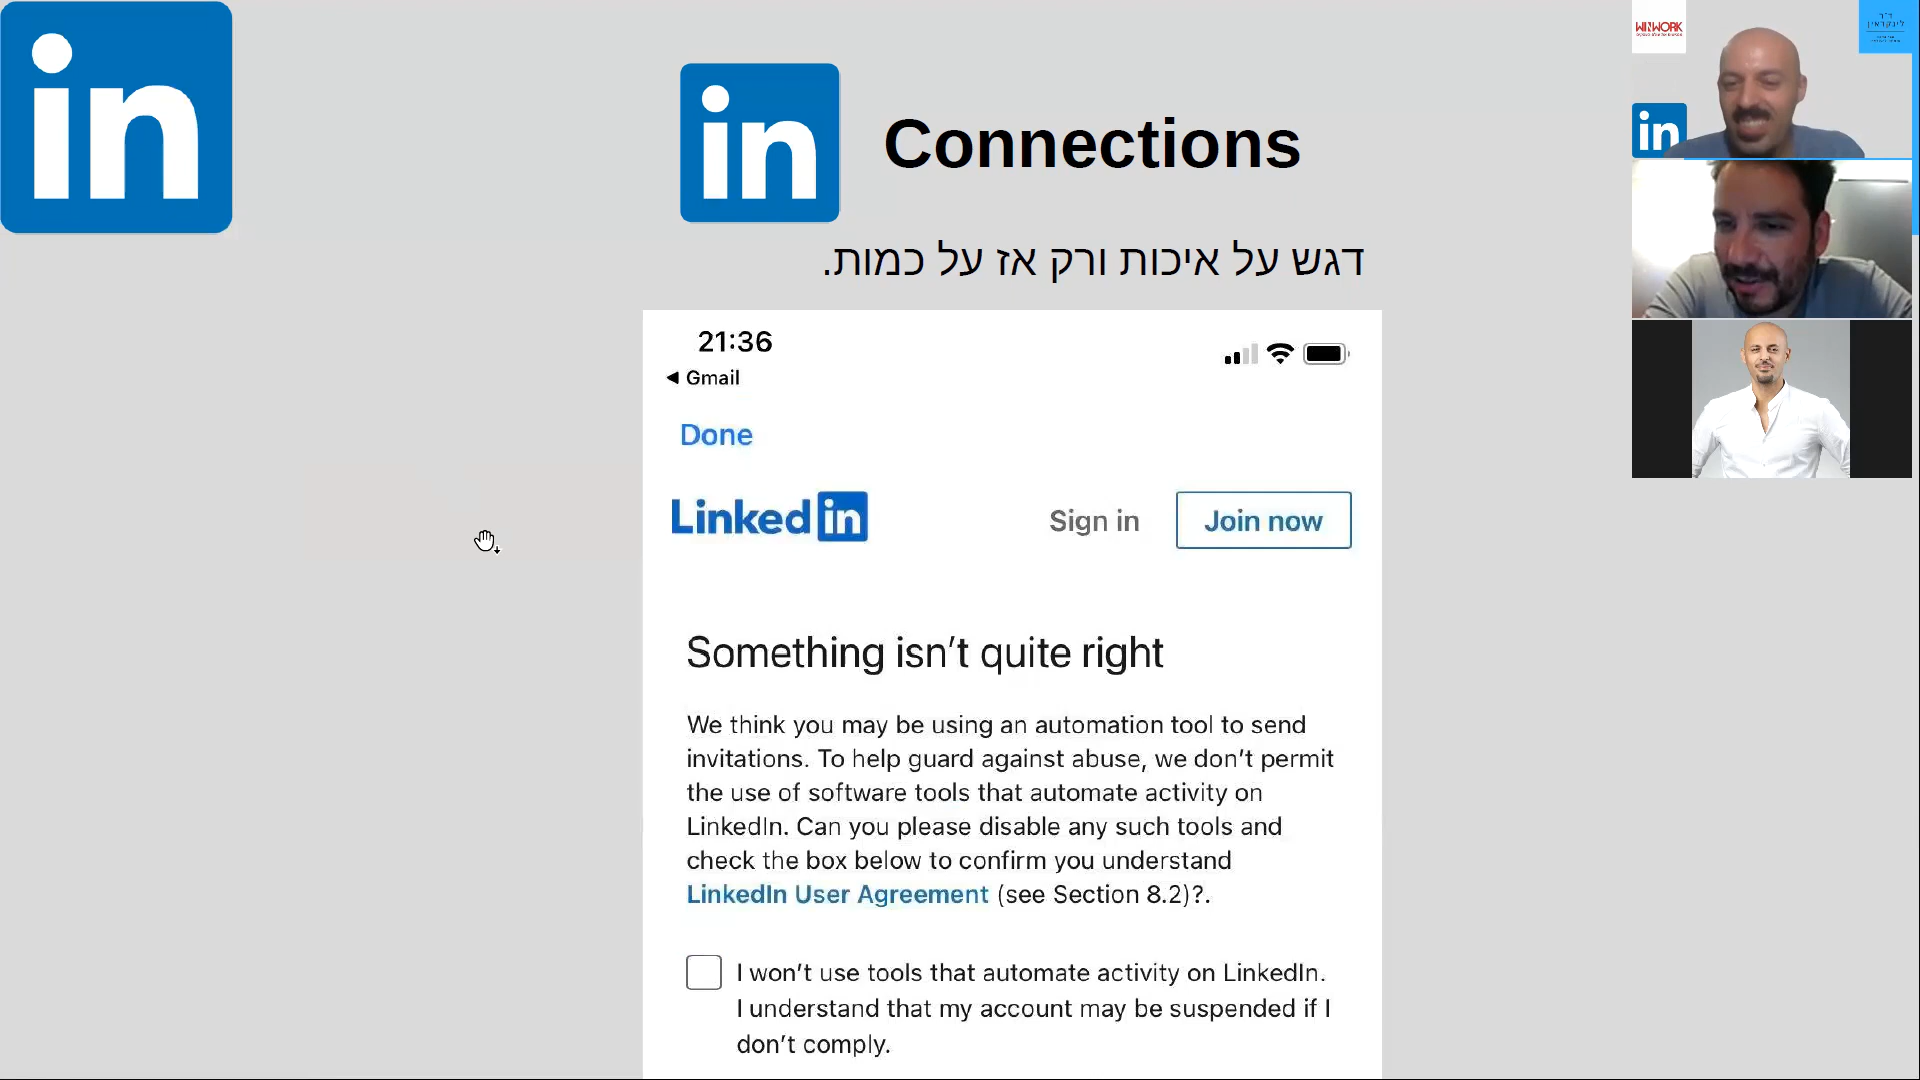 in
in
Connections
דגש על איכות ורק אז על כמות.
21:36
Gmail
Done
Linked in
Sign in
Join now
Something isn't quite right
We think you may be using an automation tool to send
invitations. To help guard against abuse, we don't permit
the use of software tools that automate activity on
LinkedIn. Can you please disable any such tools and
check the box below to confirm you understand
LinkedIn User Agreement (see Section 8.2)?.
I won't use tools that automate activity on LinkedIn.
I understand that my account may be suspended if I
don't comply.
WINWORK
ד״ר
לינקדאין
in